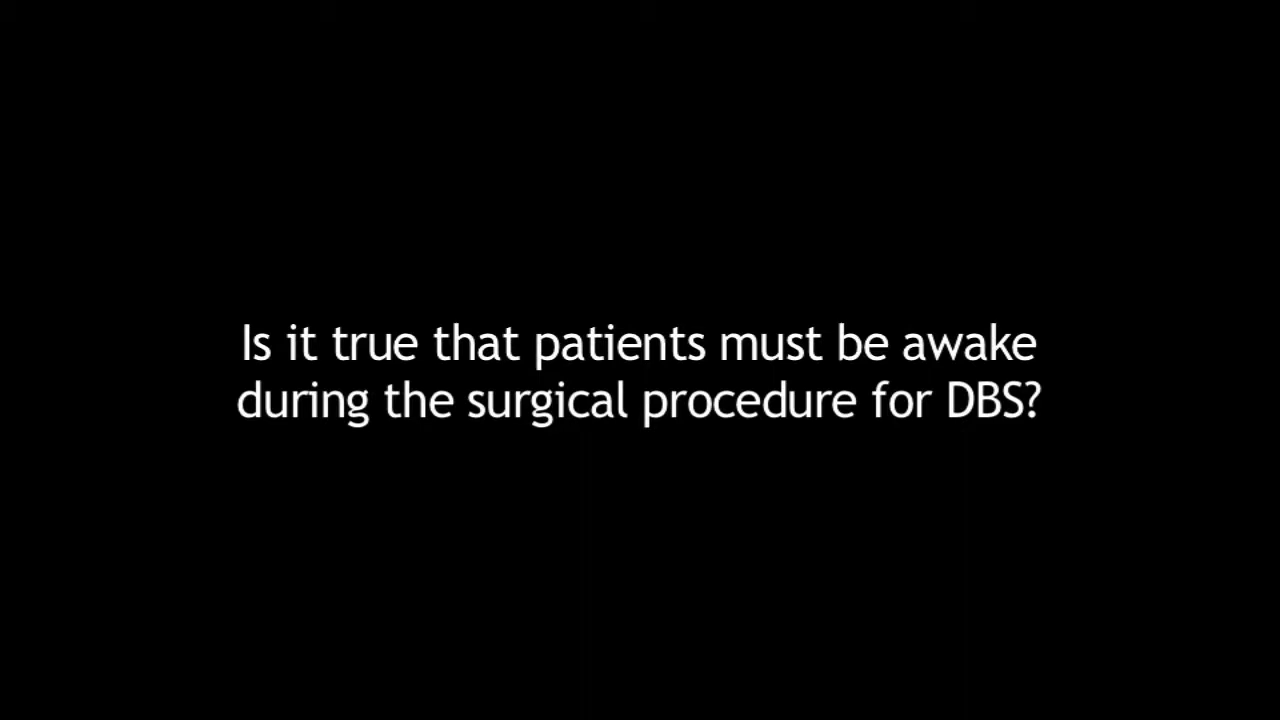 Is it true that patients must be awake
during the surgical procedure for DBS?